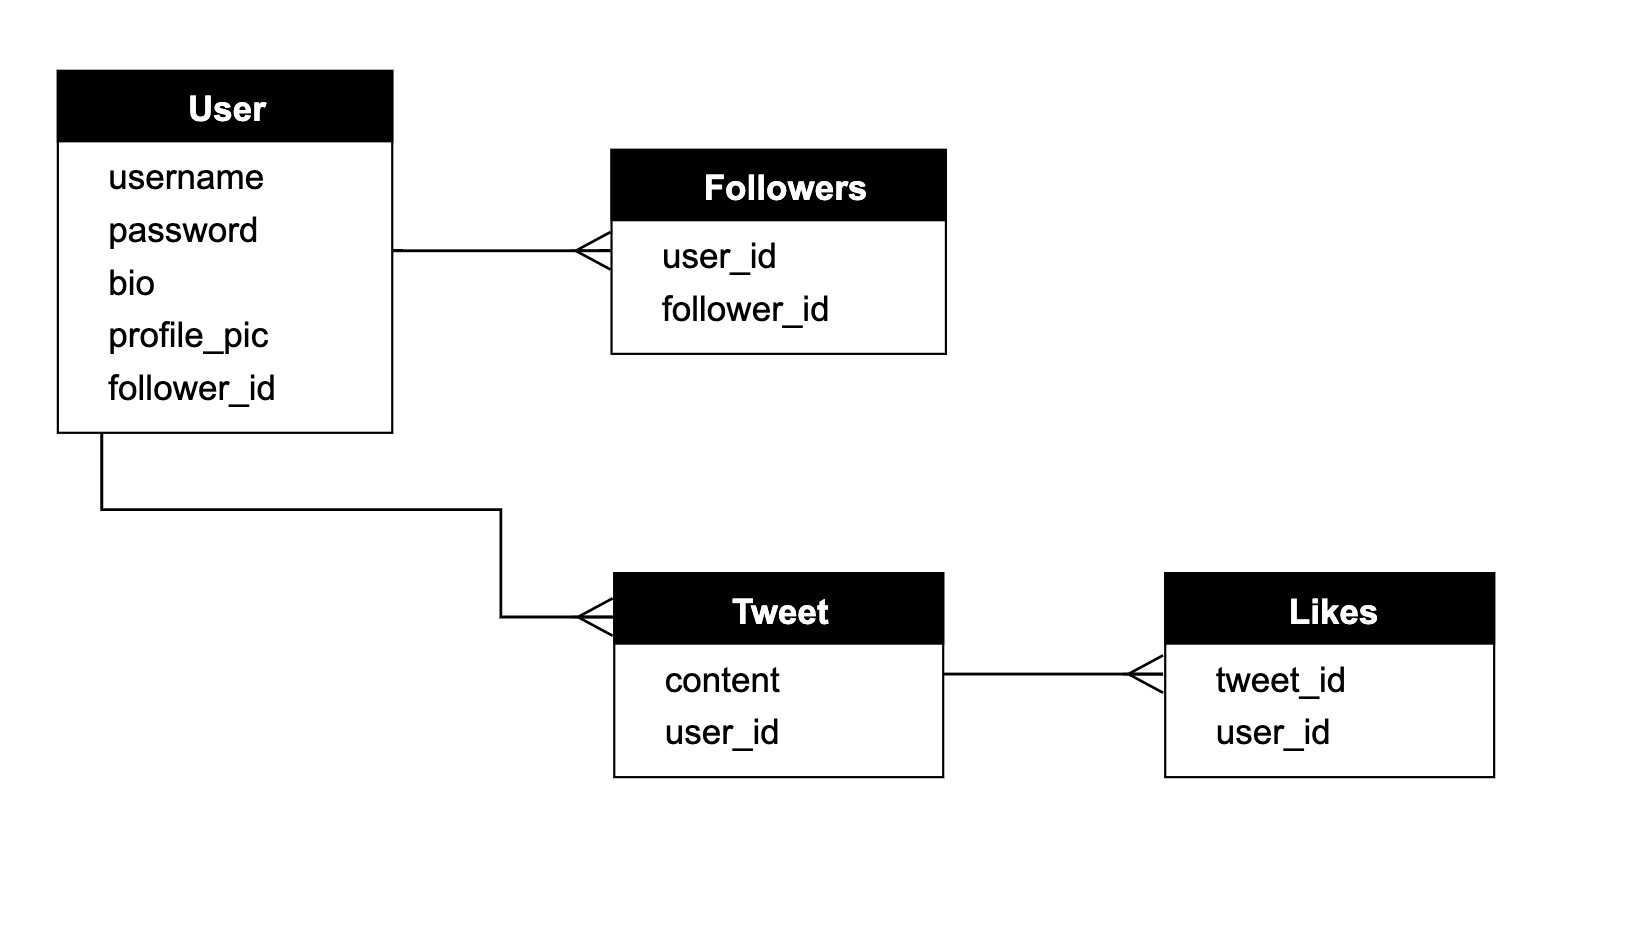 User
username
password
bio
profile_pic
follower_id
Followers
user_id
follower_id
Tweet
content
user_id
Likes
tweet_id
user_id